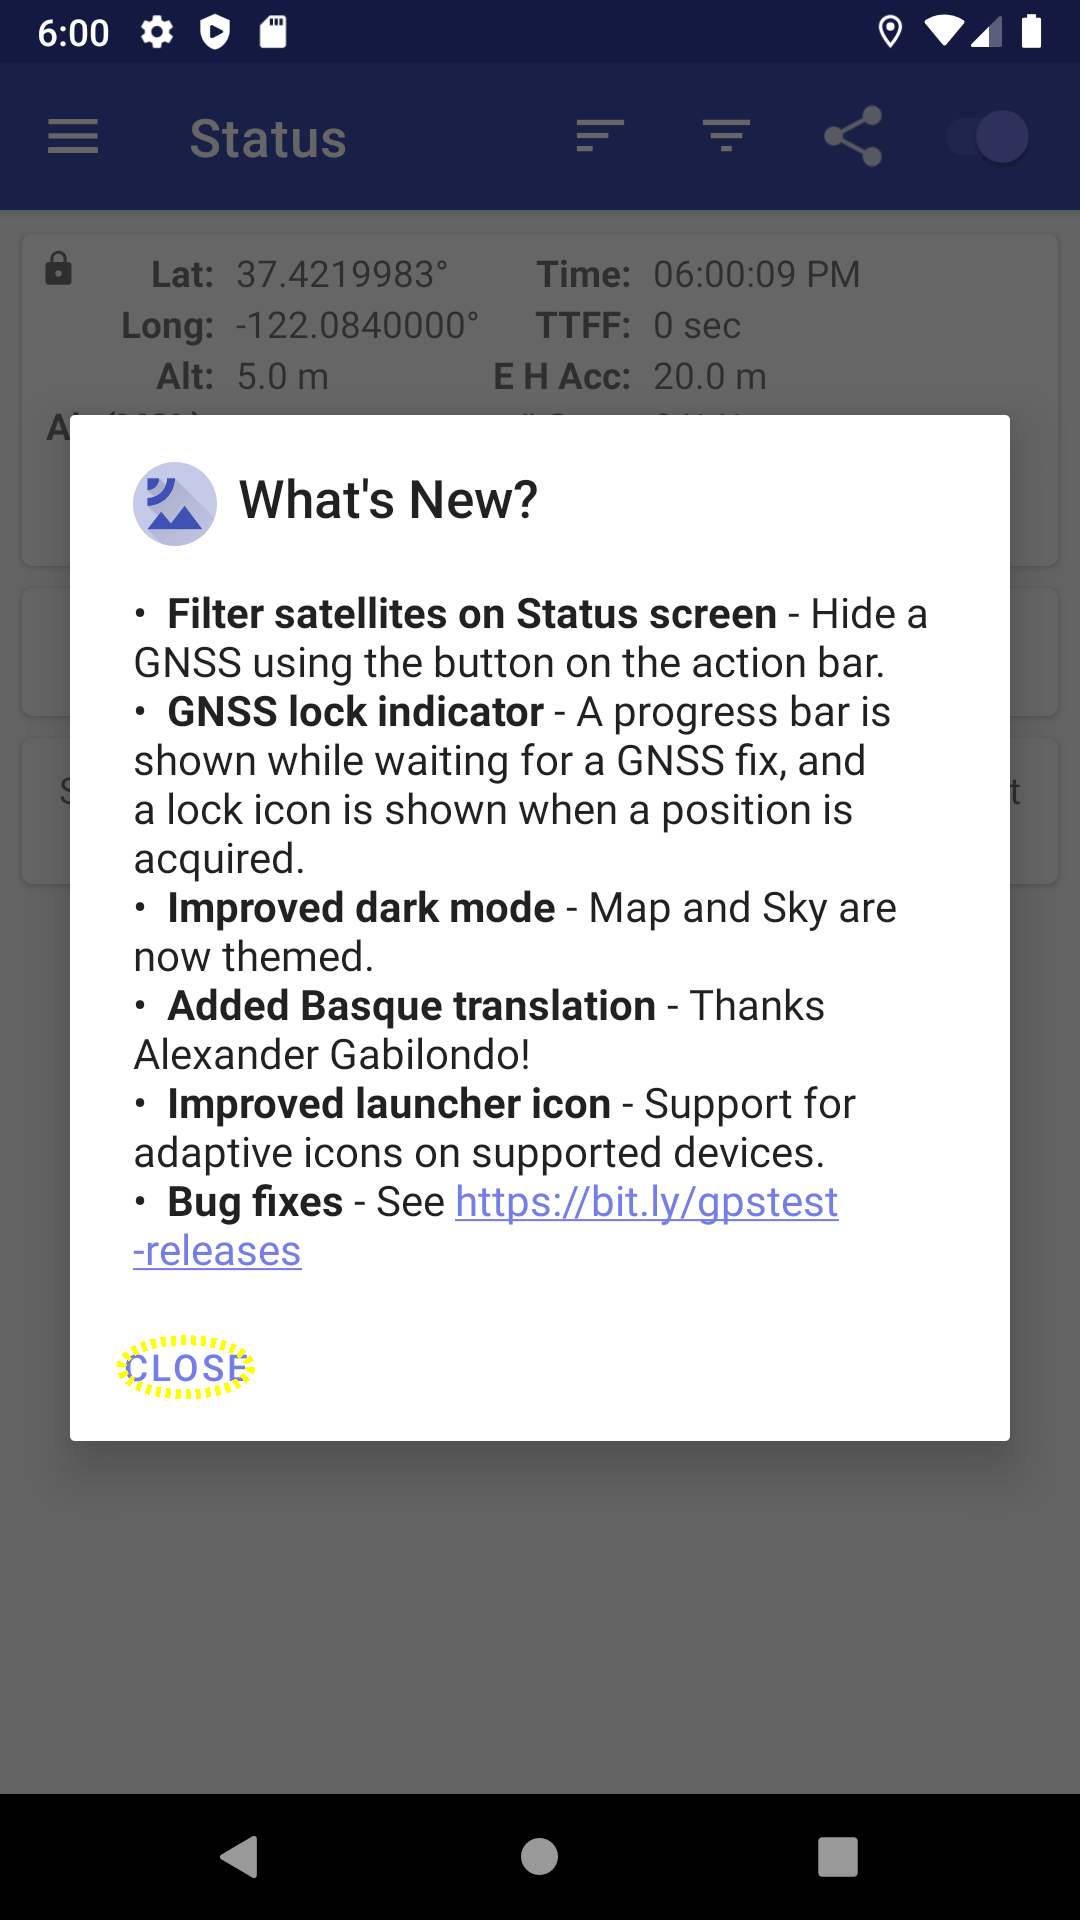 6:00
Status
Lat: 37.4219983° Time: 06:00:09 PM
Long: -122.0840000° TTFF: 0 sec
Alt: 5.0 m E H Acc: 20.0 m
What's New?
• Filter satellites on Status screen - Hide a
GNSS using the button on the action bar.
• GNSS lock indicator - A progress bar is
shown while waiting for a GNSS fix, and
a lock icon is shown when a position is
acquired.
• Improved dark mode - Map and Sky are
now themed.
• Added Basque translation - Thanks
Alexander Gabilondo!
• Improved launcher icon - Support for
adaptive icons on supported devices.
• Bug fixes - See https://bit.ly/gpstest
-releases
CLOSE